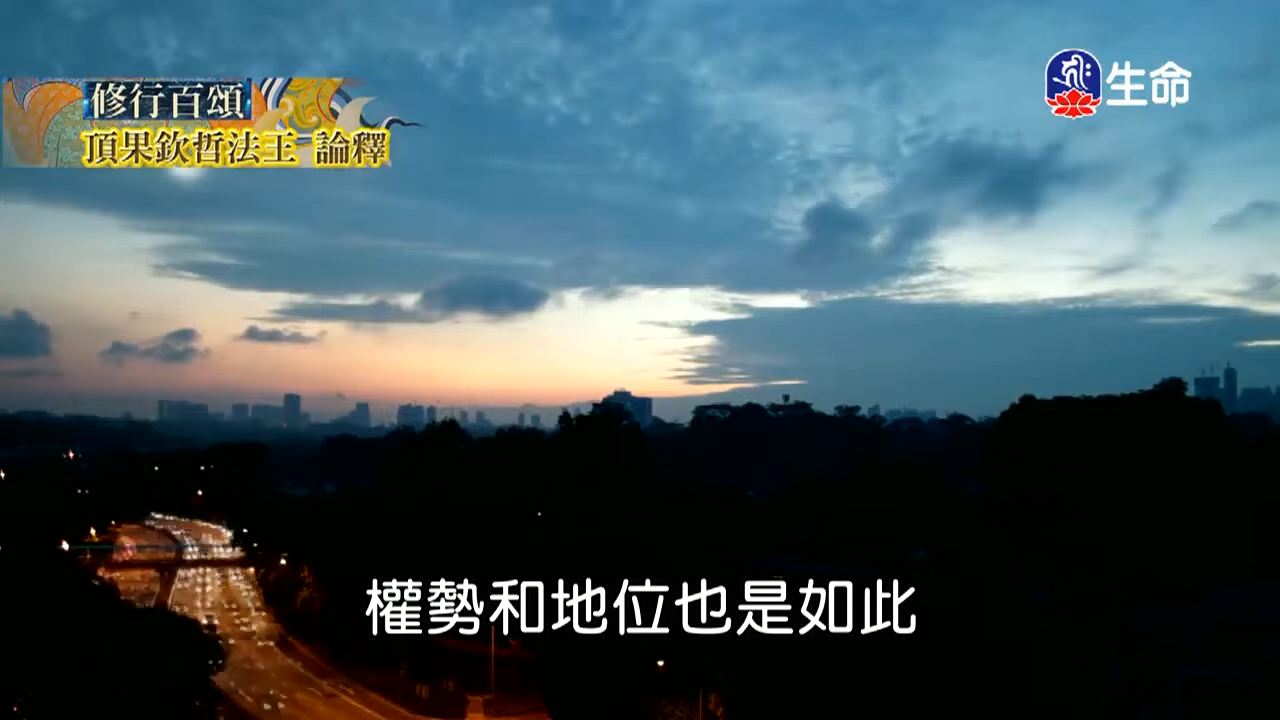 修行百頌
頂果欽哲法王 論釋
生命
權勢和地位也是如此